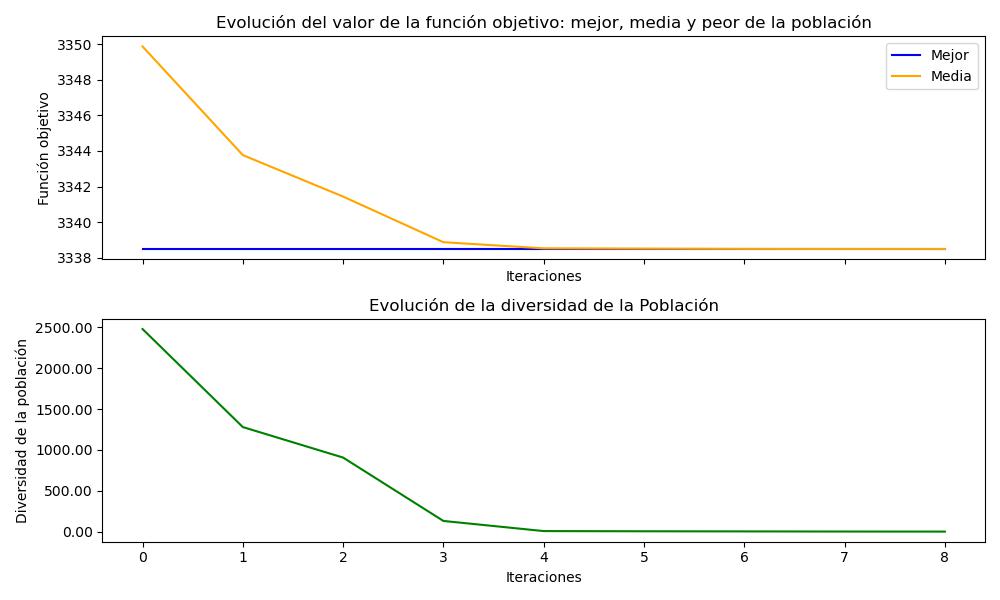 Evolución del valor de la función objetivo: mejor, media y peor de la población
3350
3348
3346
3344
3342
3340
3338
Función objetivo
Mejor
Media
Iteraciones
Evolución de la diversidad de la Población
2500.00
2000.00
1500.00
1000.00
500.00
0.00
Diversidad de la población
0 1 2 3 4 5 6 7 8
Iteraciones